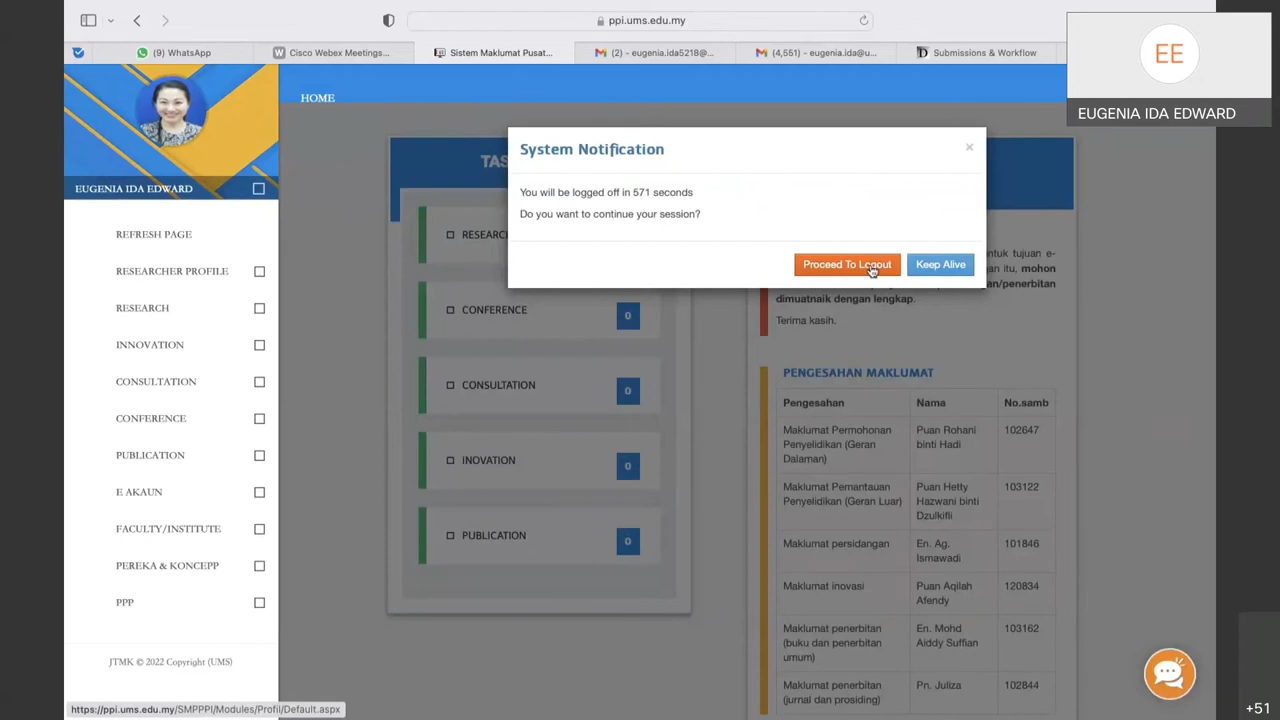 ppi.ums.edu.my
(9) WhatsApp
Cisco Webex Meetings...
Sistem Maklumat Pusat...
(2) - eugenia.ida5218@...
(4,551) - eugenia.ida@u...
Submissions & Workflow
EE
EUGENIA IDA EDWARD
HOME
EUGENIA IDA EDWARD
REFRESH PAGE
RESEARCHER PROFILE
RESEARCH
INNOVATION
CONSULTATION
CONFERENCE
PUBLICATION
E AKAUN
FACULTY/INSTITUTE
PEREKA & KONCEPP
PPP
JTMK © 2022 Copyright (UMS)
https://ppi.ums.edu.my/SMPPPI/Modules/Profil/Default.aspx
System Notification
×
You will be logged off in 571 seconds
Do you want to continue your session?
Proceed To Logout
Keep Alive
CONFERENCE
0
CONSULTATION
0
INOVATION
0
PUBLICATION
0
untuk tujuan e-
itu, mohon
dimuatnaik dengan lengkap.
Terima kasih.
PENGESAHAN MAKLUMAT
Pengesahan Nama No.samb
Maklumat Permohonan Puan Rohani 102647
Penyelidikan (Geran binti Hadi
Dalaman)
Maklumat Pemantauan Puan Hetty 103122
Penyelidikan (Geran Luar) Hazwani binti
Dzulkifli
Maklumat persidangan En. Ag. 101846
Ismawadi
Maklumat inovasi Puan Aqilah 120834
Afendy
Maklumat penerbitan En. Mohd 103162
(buku dan penerbitan Aiddy Suffian
umum)
Maklumat penerbitan Pn. Juliza 102844
(jurnal dan prosiding)
+51